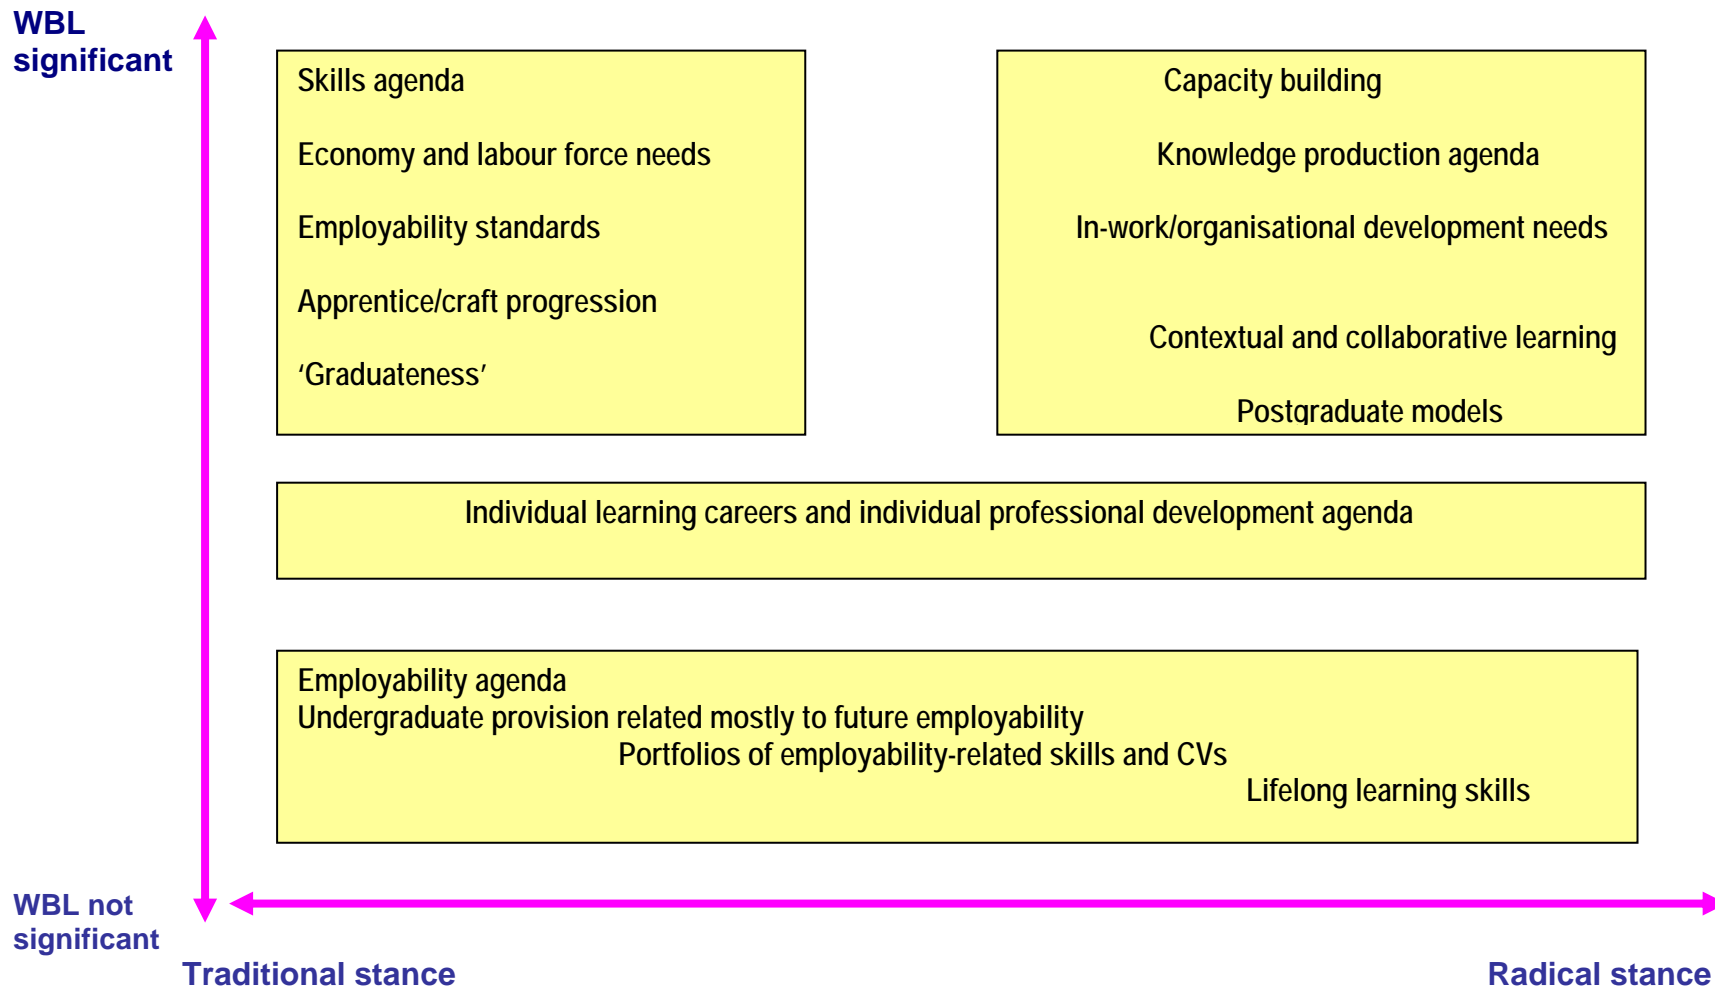 WBL
significant
Skills agenda
Economy and labour force needs
Employability standards
Apprentice/craft progression
‘Graduateness’
Capacity building
Knowledge production agenda
In-work/organisational development needs
Contextual and collaborative learning
Postgraduate models
Individual learning careers and individual professional development agenda
Employability agenda
Undergraduate provision related mostly to future employability
Portfolios of employability-related skills and CVs
Lifelong learning skills
WBL not
significant
Traditional stance
Radical stance